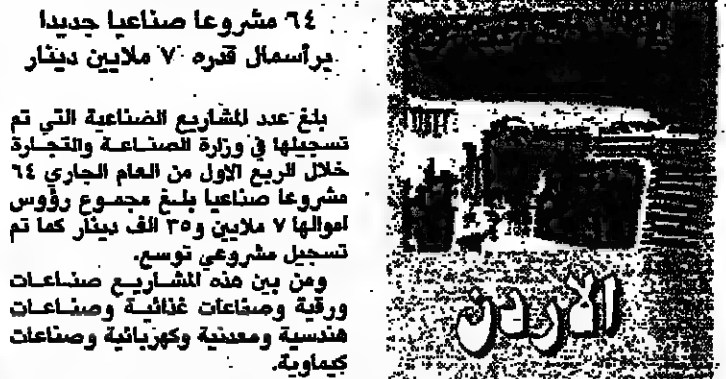 ٦٤ مشروعا صناعيا جديدا
برأسمال قدره ٧ ملايين دينار
بلغ عدد المشاريع الصناعية التي تم
تسجيلها في وزارة الصناعة والتجارة
خلال الربع الاول من العام الجاري ٦٤
مشروعا صناعيا بلغ مجموع رؤوس
اموالها ٧ ملايين و٣٥ الف دينار كما تم
تسجيل مشروعي توسع.
ومن بين هذه المشاريع صناعات
ورقية وصناعات غذائية وصناعات
هندسية ومعدنية وكهربائية وصناعات
كيماوية.
الاردن